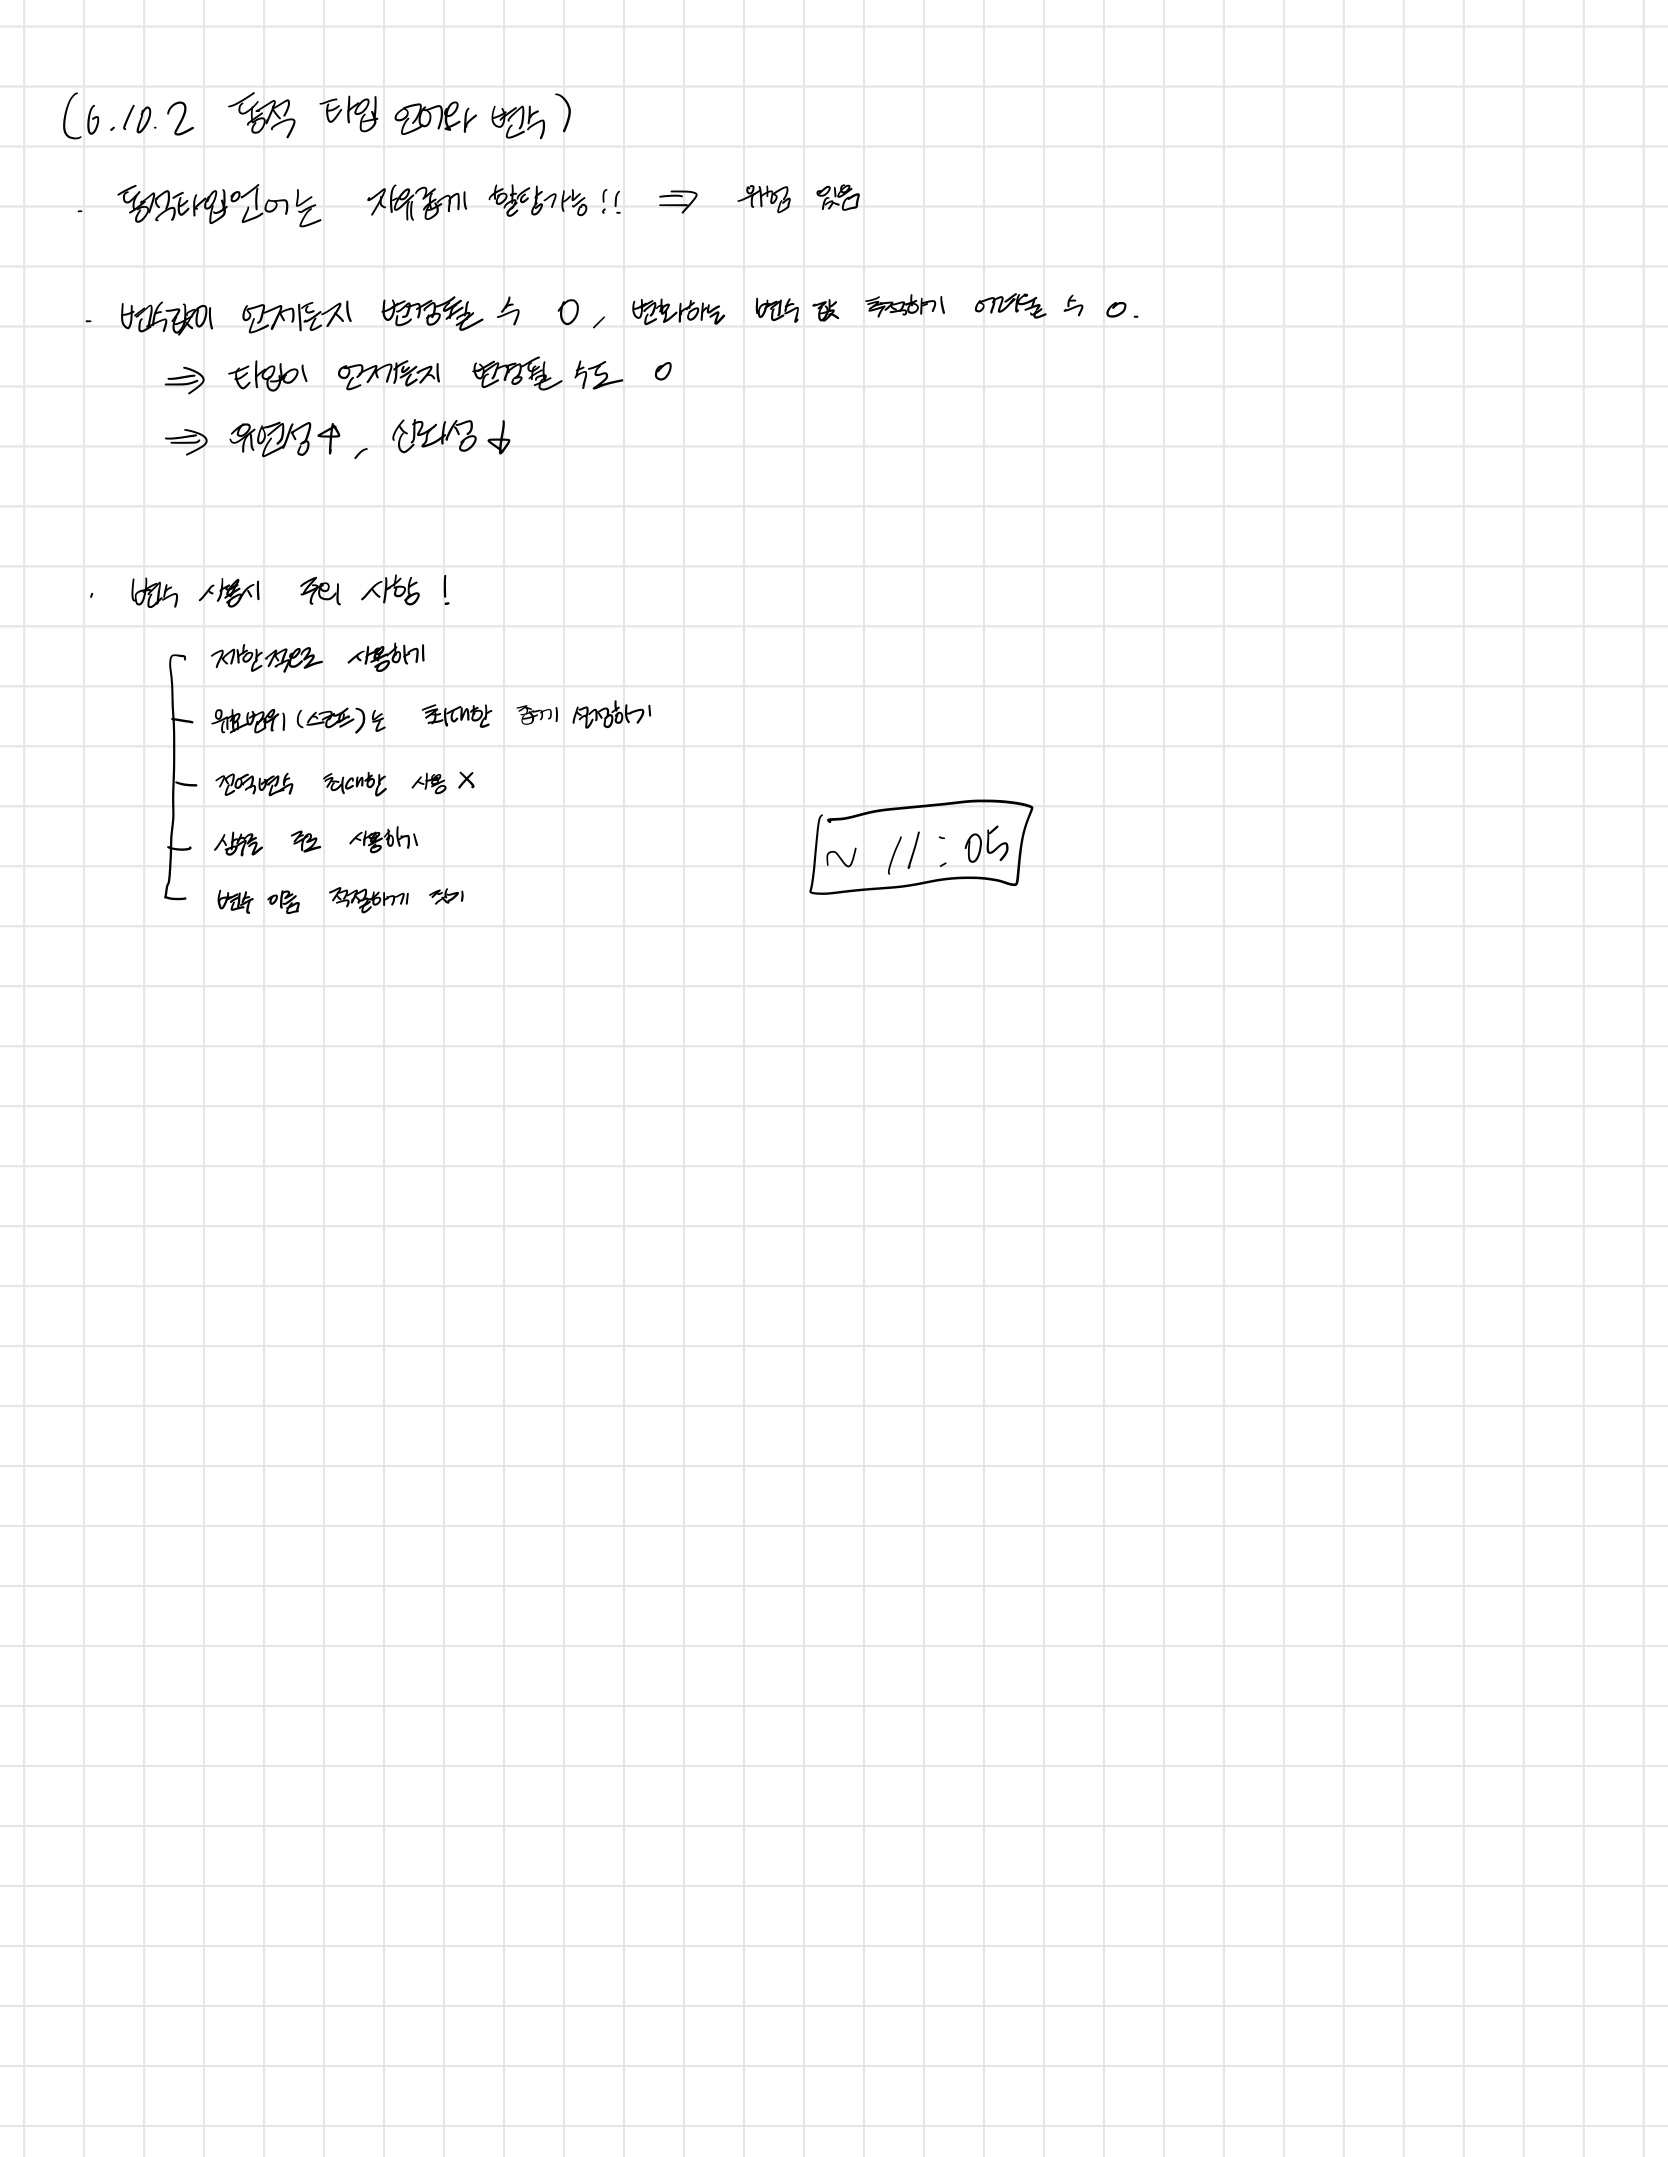 (6.10.2 동적 타입 언어와 변수)
· 동적타입언어는 자유롭게 할당가능!! ⇒ 위험 있음
· 변수값이 언제든지 변경될 수 O, 변화하는 변수 값 추적하기 어려울 수 O.
⇒ 타입이 언제든지 변경될 수도 O
⇒ 유연성↑, 신뢰성↓
· 변수 사용시 주의 사항!
제한적으로 사용하기
유효범위(스코프)는 최대한 좁게 설정하기
전역변수 최대한 사용 X
상수를 주로 사용하기
변수 이름 적절하게 짓기
~ 11:05